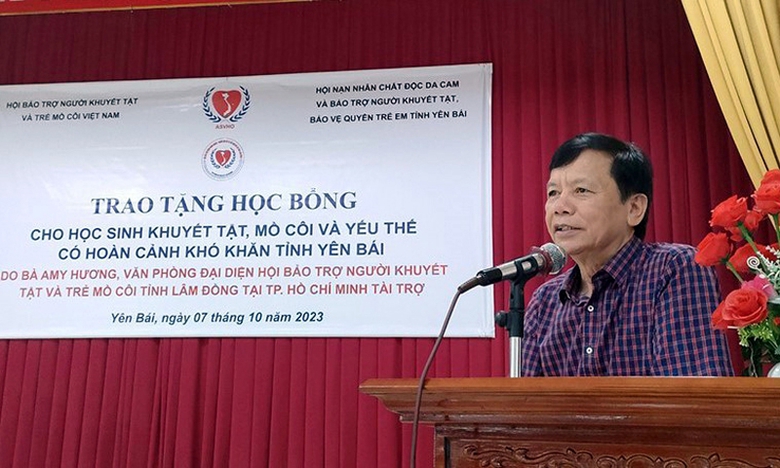 HỘI BẢO TRỢ NGƯỜI KHUYẾT TẬT
VÀ TRẺ MỒ CÔI VIỆT NAM
ASVHO
HỘI NẠN NHÂN CHẤT ĐỘC DA CAM
VÀ BẢO TRỢ NGƯỜI KHUYẾT TẬT,
BẢO VỆ QUYỀN TRẺ EM TỈNH YÊN BÁI
TRAO TẶNG HỌC BỔNG
CHO HỌC SINH KHUYẾT TẬT, MỒ CÔI VÀ YẾU THẾ
CÓ HOÀN CẢNH KHÓ KHĂN TỈNH YÊN BÁI
DO BÀ AMY HƯƠNG, VĂN PHÒNG ĐẠI DIỆN HỘI BẢO TRỢ NGƯỜI KHUYẾT
TẬT VÀ TRẺ MỒ CÔI TỈNH LÂM ĐỒNG TẠI TP. HỒ CHÍ MINH TÀI TRỢ
Yên Bái, ngày 07 tháng 10 năm 2023